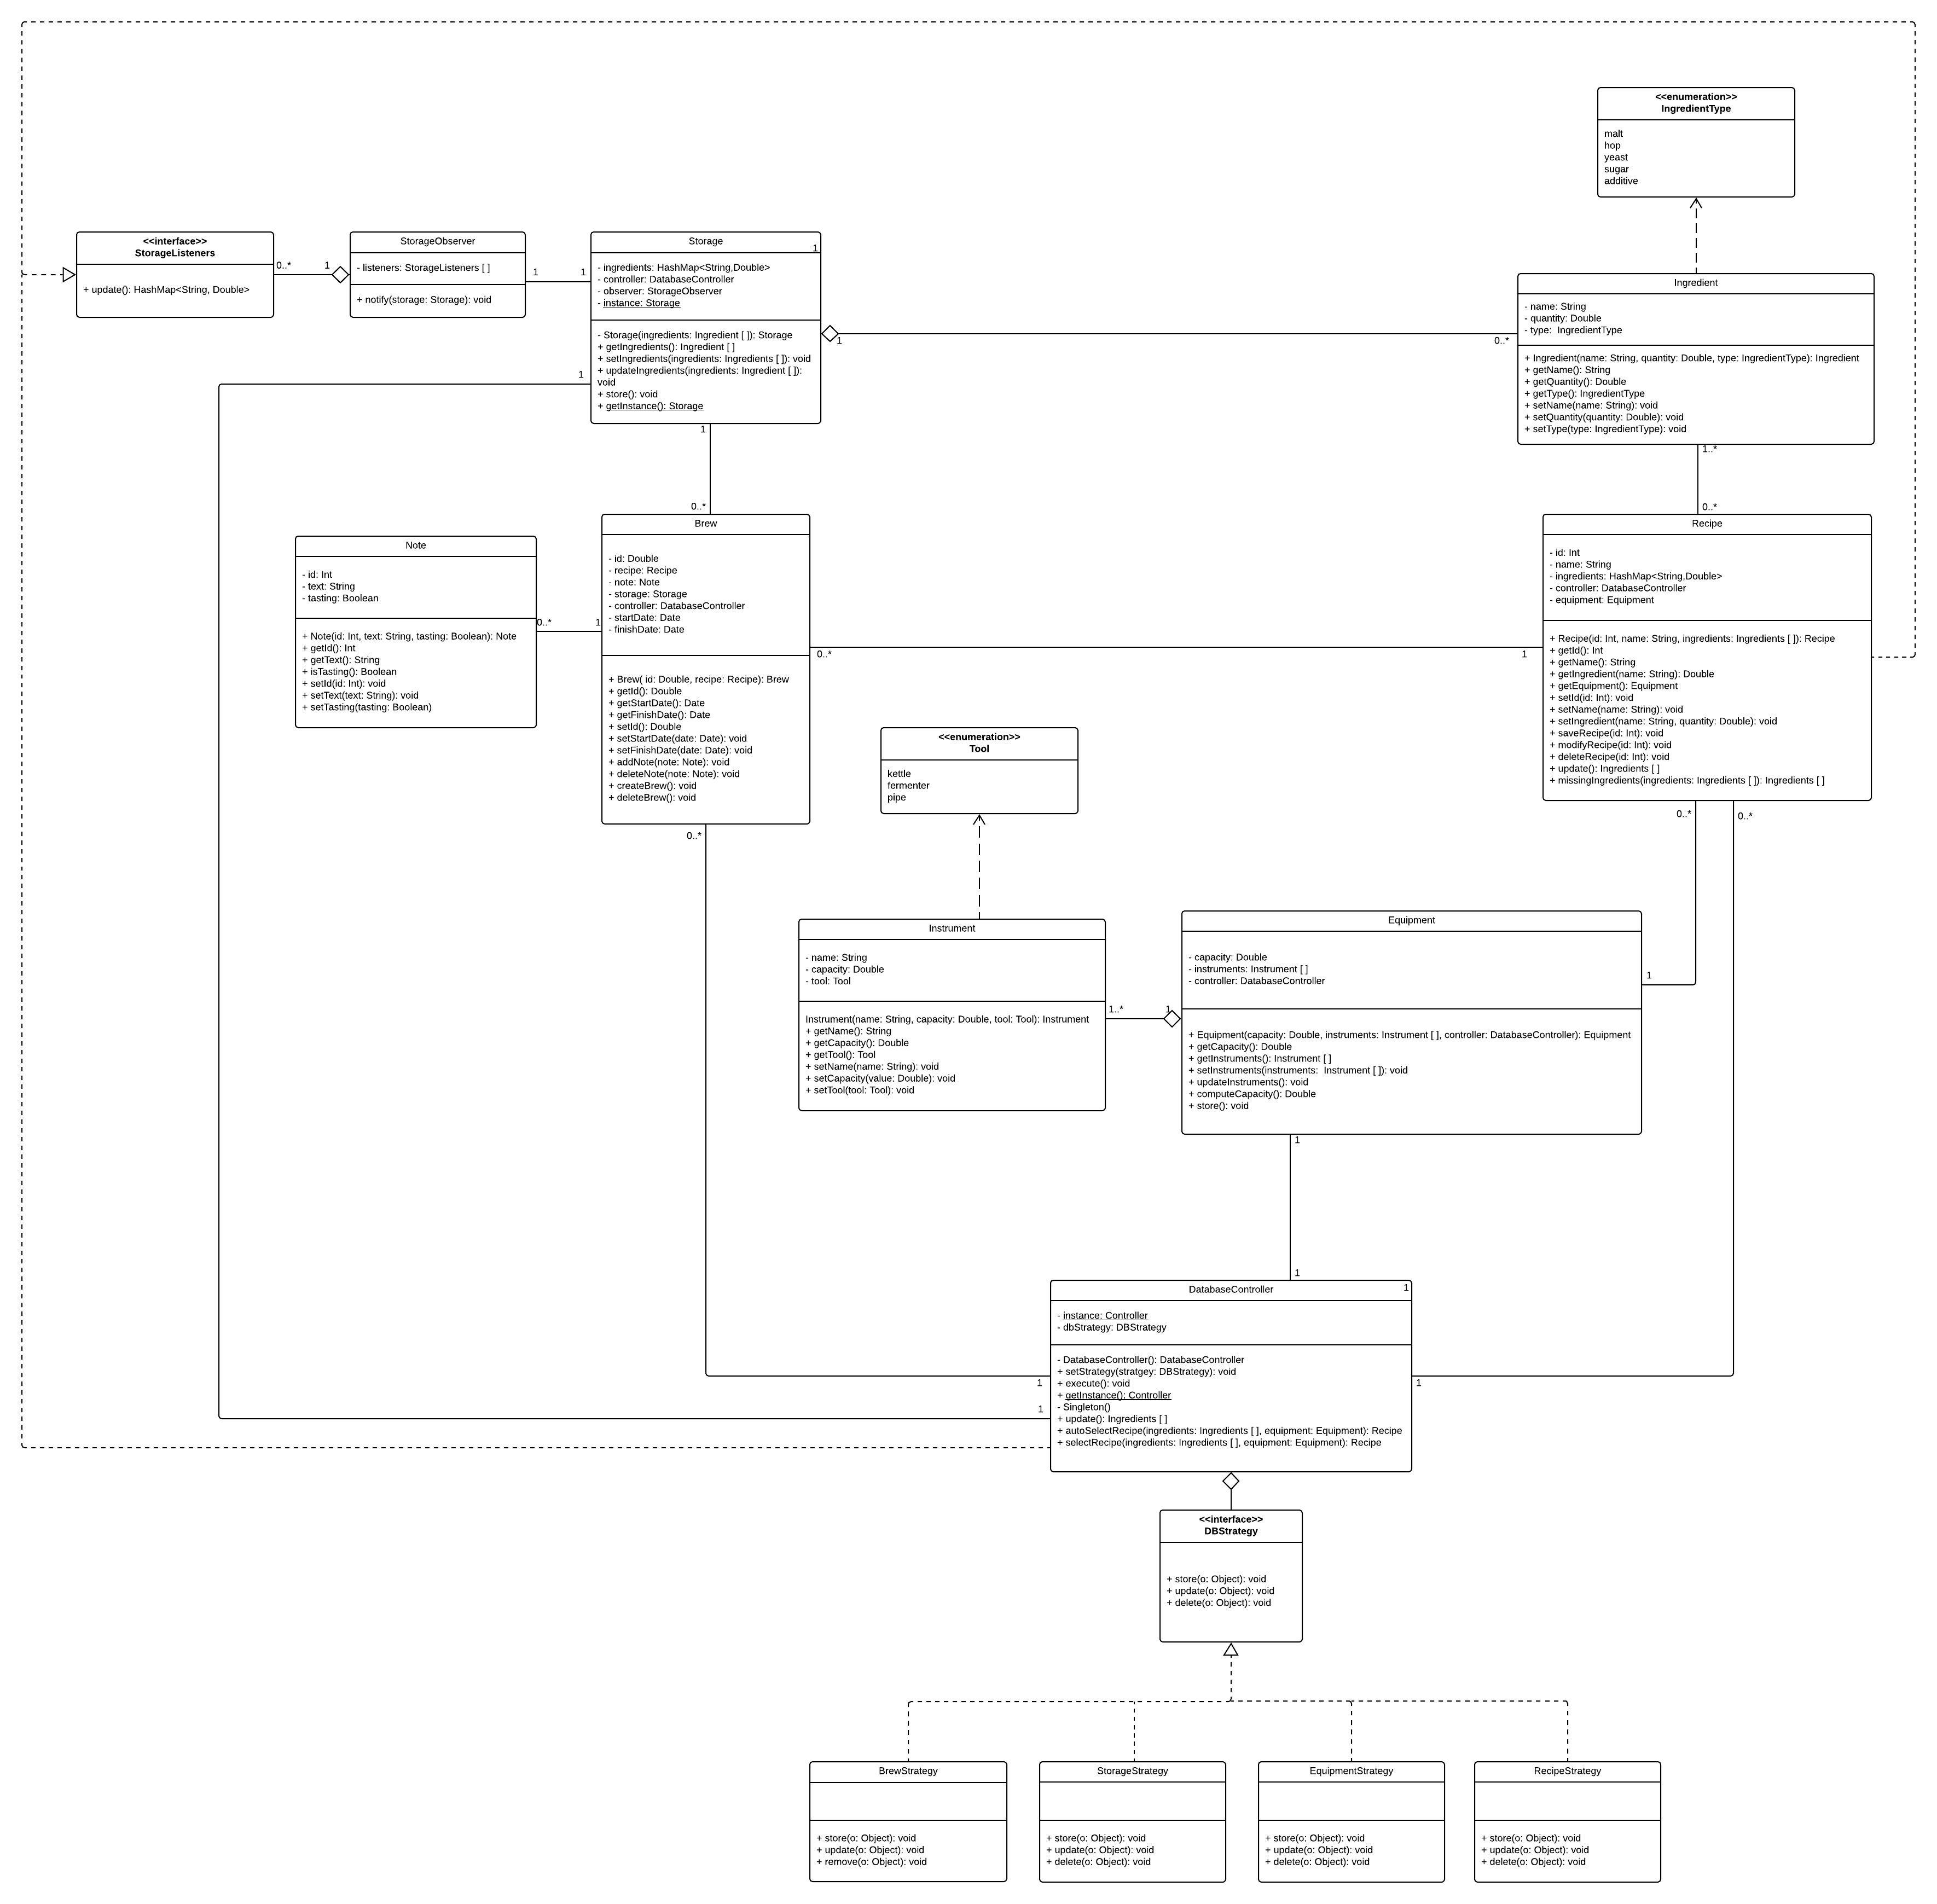 <<enumeration>>
IngredientType
malt
hop
yeast
sugar
additive
<<interface>>
StorageListeners
+ update(): HashMap<String, Double>
0..*
1
StorageObserver
- listeners: StorageListeners [ ]
+ notify(storage: Storage): void
1
1
Storage
1
- ingredients: HashMap<String,Double>
- controller: DatabaseController
- observer: StorageObserver
- instance: Storage
- Storage(ingredients: Ingredient [ ]): Storage
+ getIngredients(): Ingredient [ ]
+ setIngredients(ingredients: Ingredients [ ]): void
+ updateIngredients(ingredients: Ingredient [ ]):
void
+ store(): void
+ getInstance(): Storage
1
0..*
1
1
0..*
Ingredient
- name: String
- quantity: Double
- type:  IngredientType
+ Ingredient(name: String, quantity: Double, type: IngredientType): Ingredient
+ getName(): String
+ getQuantity(): Double
+ getType(): IngredientType
+ setName(name: String): void
+ setQuantity(quantity: Double): void
+ setType(type: IngredientType): void
1..*
0..*
Note
- id: Int
- text: String
- tasting: Boolean
+ Note(id: Int, text: String, tasting: Boolean): Note
+ getId(): Int
+ getText(): String
+ isTasting(): Boolean
+ setId(id: Int): void
+ setText(text: String): void
+ setTasting(tasting: Boolean)
0..*
1
Brew
- id: Double
- recipe: Recipe
- note: Note
- storage: Storage
- controller: DatabaseController
- startDate: Date
- finishDate: Date
+ Brew( id: Double, recipe: Recipe): Brew
+ getId(): Double
+ getStartDate(): Date
+ getFinishDate(): Date
+ setId(): Double
+ setStartDate(date: Date): void
+ setFinishDate(date: Date): void
+ addNote(note: Note): void
+ deleteNote(note: Note): void
+ createBrew(): void
+ deleteBrew(): void
0..*
0..*
1
Recipe
- id: Int
- name: String
- ingredients: HashMap<String,Double>
- controller: DatabaseController
- equipment: Equipment
+ Recipe(id: Int, name: String, ingredients: Ingredients [ ]): Recipe
+ getId(): Int
+ getName(): String
+ getIngredient(name: String): Double
+ getEquipment(): Equipment
+ setId(id: Int): void
+ setName(name: String): void
+ setIngredient(name: String, quantity: Double): void
+ saveRecipe(id: Int): void
+ modifyRecipe(id: Int): void
+ deleteRecipe(id: Int): void
+ update(): Ingredients [ ]
+ missingIngredients(ingredients: Ingredients [ ]): Ingredients [ ]
0..*
0..*
<<enumeration>>
Tool
kettle
fermenter
pipe
Instrument
- name: String
- capacity: Double
- tool: Tool
Instrument(name: String, capacity: Double, tool: Tool): Instrument
+ getName(): String
+ getCapacity(): Double
+ getTool(): Tool
+ setName(name: String): void
+ setCapacity(value: Double): void
+ setTool(tool: Tool): void
1..*
1
Equipment
- capacity: Double
- instruments: Instrument [ ]
- controller: DatabaseController
+ Equipment(capacity: Double, instruments: Instrument [ ], controller: DatabaseController): Equipment
+ getCapacity(): Double
+ getInstruments(): Instrument [ ]
+ setInstruments(instruments:  Instrument [ ]): void
+ updateInstruments(): void
+ computeCapacity(): Double
+ store(): void
1
1
1
DatabaseController
1
- instance: Controller
- dbStrategy: DBStrategy
- DatabaseController(): DatabaseController
+ setStrategy(stratgey: DBStrategy): void
+ execute(): void
+ getInstance(): Controller
- Singleton()
+ update(): Ingredients [ ]
+ autoSelectRecipe(ingredients: Ingredients [ ], equipment: Equipment): Recipe
+ selectRecipe(ingredients: Ingredients [ ], equipment: Equipment): Recipe
1
1
1
<<interface>>
DBStrategy
+ store(o: Object): void
+ update(o: Object): void
+ delete(o: Object): void
BrewStrategy
+ store(o: Object): void
+ update(o: Object): void
+ remove(o: Object): void
StorageStrategy
+ store(o: Object): void
+ update(o: Object): void
+ delete(o: Object): void
EquipmentStrategy
+ store(o: Object): void
+ update(o: Object): void
+ delete(o: Object): void
RecipeStrategy
+ store(o: Object): void
+ update(o: Object): void
+ delete(o: Object): void